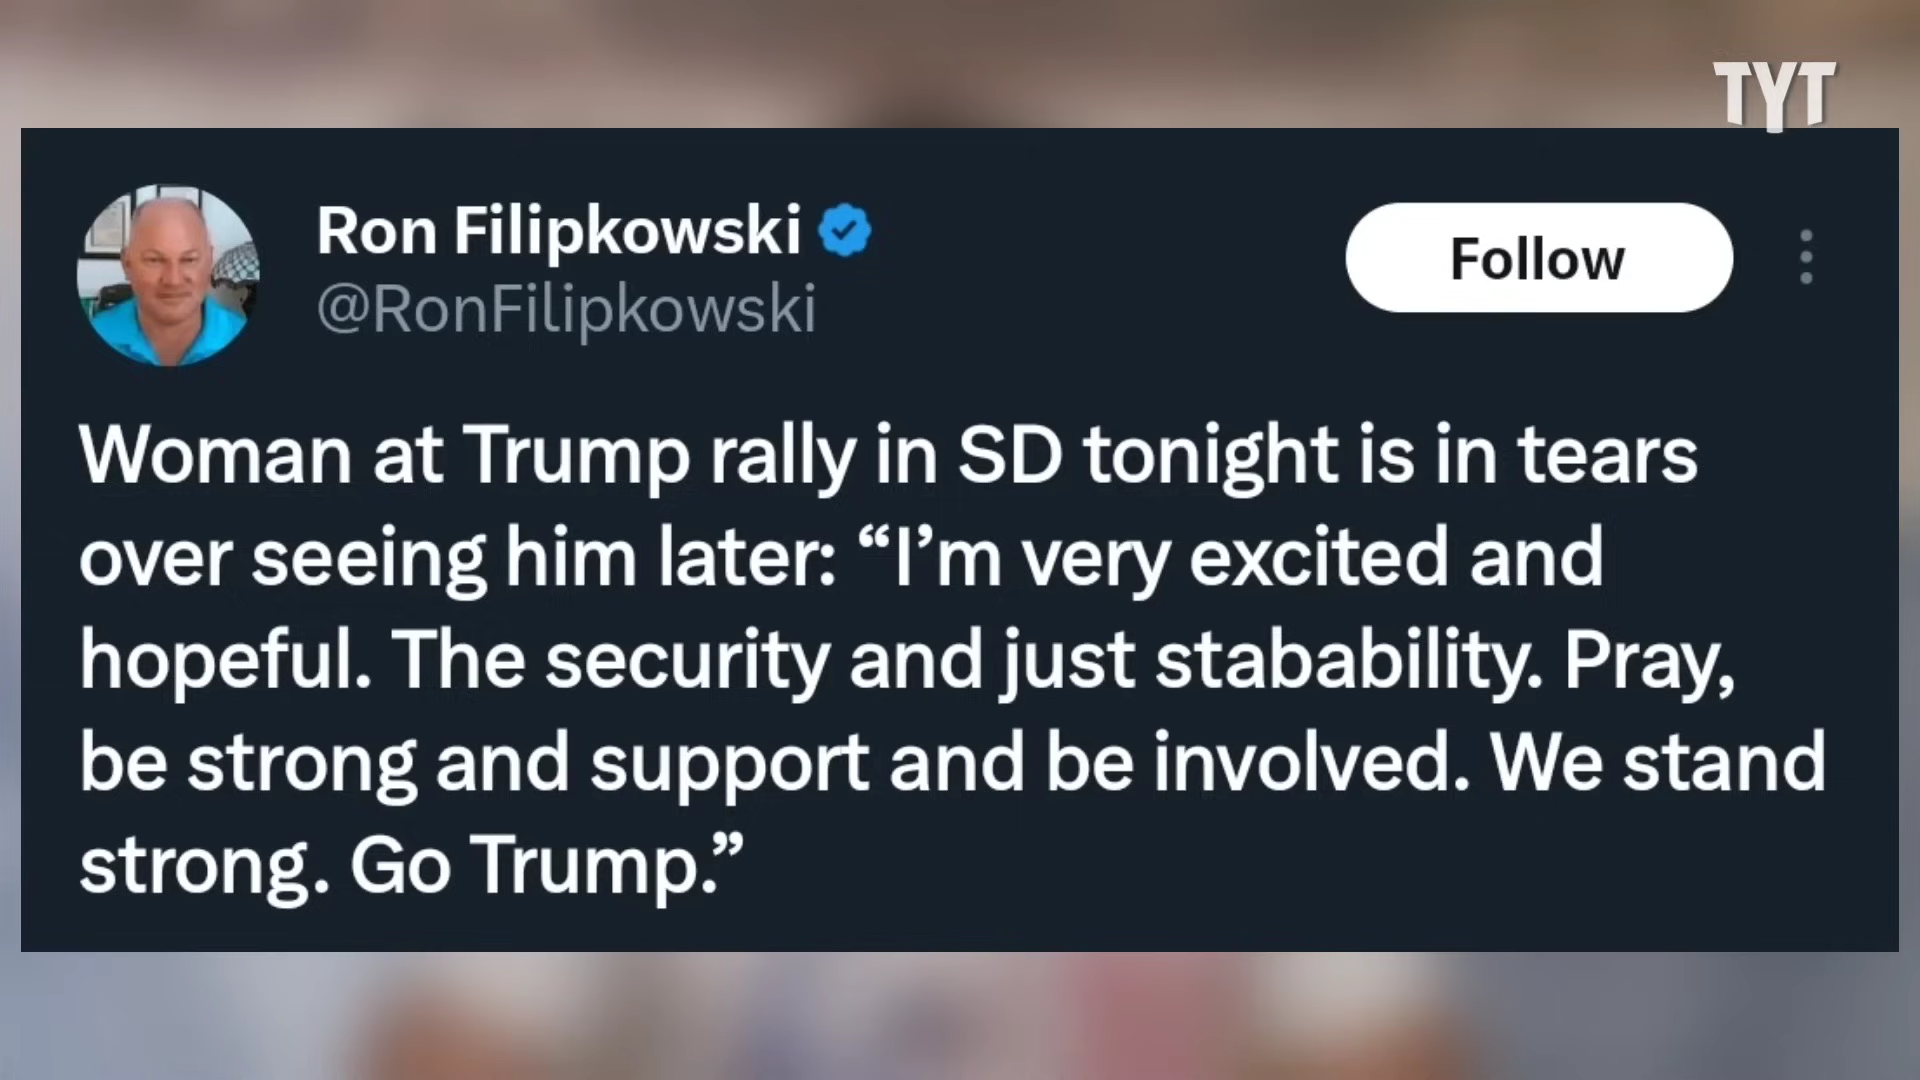 TYT
Ron Filipkowski
@RonFilipkowski
Follow
Woman at Trump rally in SD tonight is in tears
over seeing him later: “I’m very excited and
hopeful. The security and just stabability. Pray,
be strong and support and be involved. We stand
strong. Go Trump.”